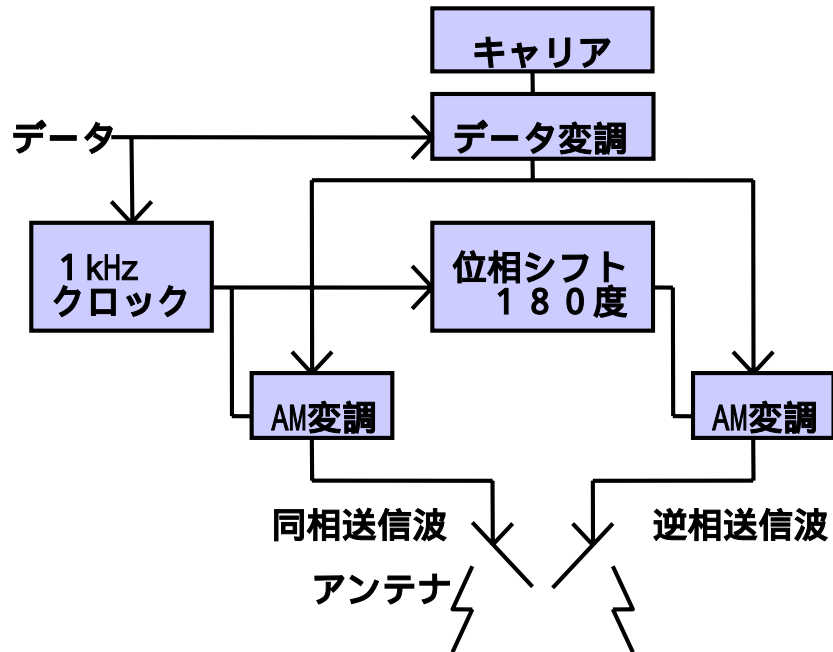 キャリア
データ
データ変調
１kHz
クロック
位相シフト
１８０度
AM変調
AM変調
同相送信波
逆相送信波
アンテナ